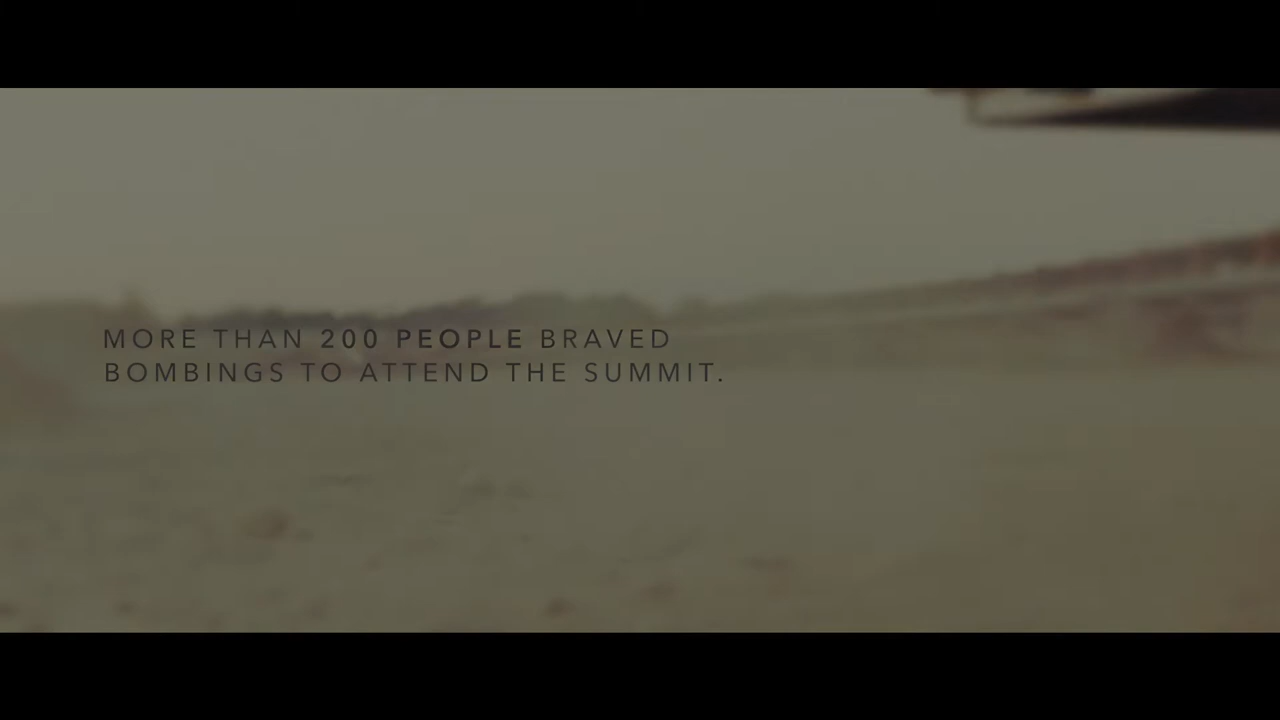 MORE THAN 200 PEOPLE BRAVED
BOMBINGS TO ATTEND THE SUMMIT.